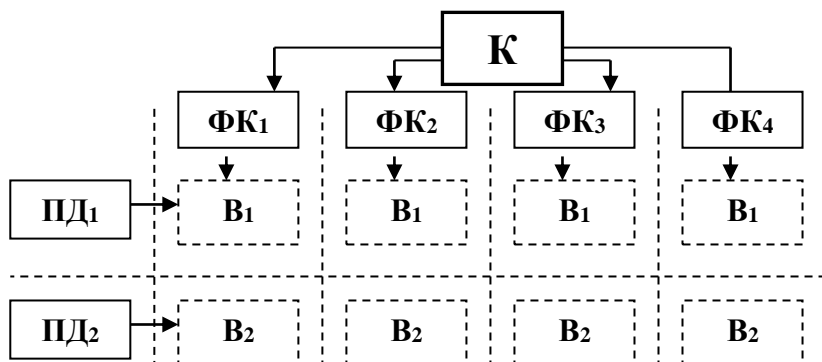 К
ФК₁ ФК₂ ФК₃ ФК₄
ПД₁ В₁ В₁ В₁ В₁
ПД₂ В₂ В₂ В₂ В₂